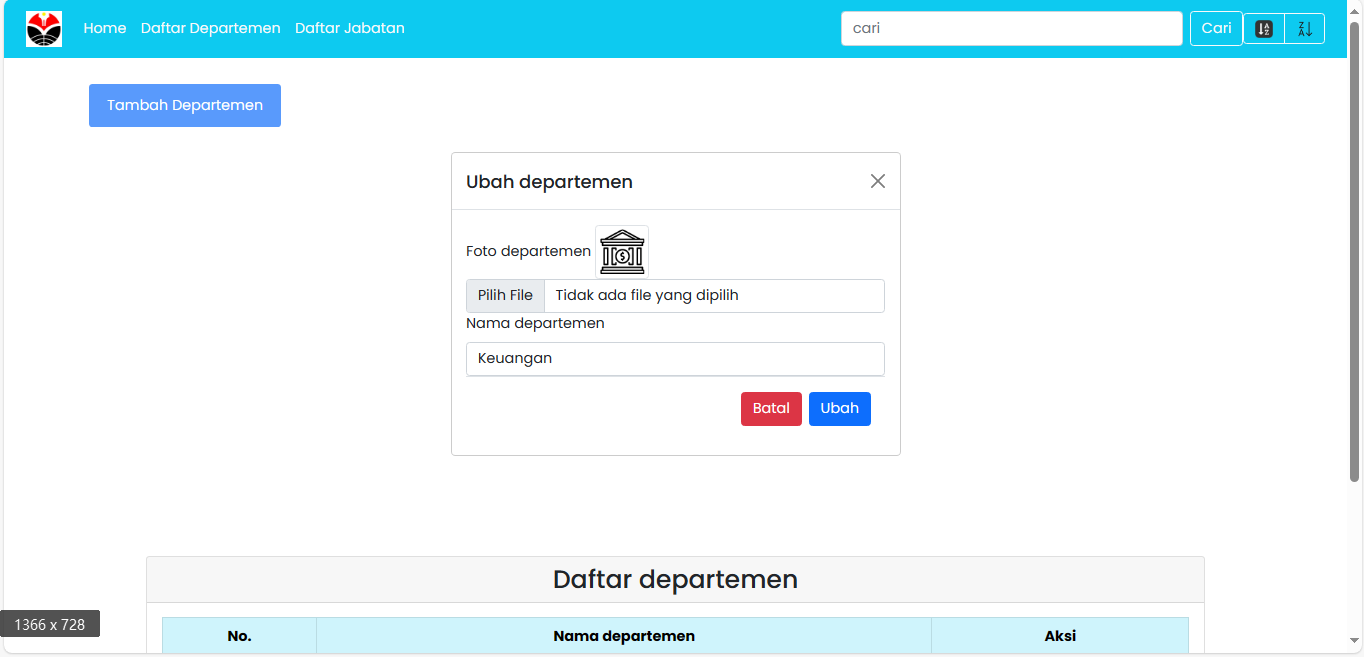 Home Daftar Departemen Daftar Jabatan cari Cari A Z Z A
Tambah Departemen
Ubah departemen
Foto departemen $
Pilih File Tidak ada file yang dipilih
Nama departemen
Keuangan
Batal Ubah
Daftar departemen
1366 x 728
No. Nama departemen Aksi